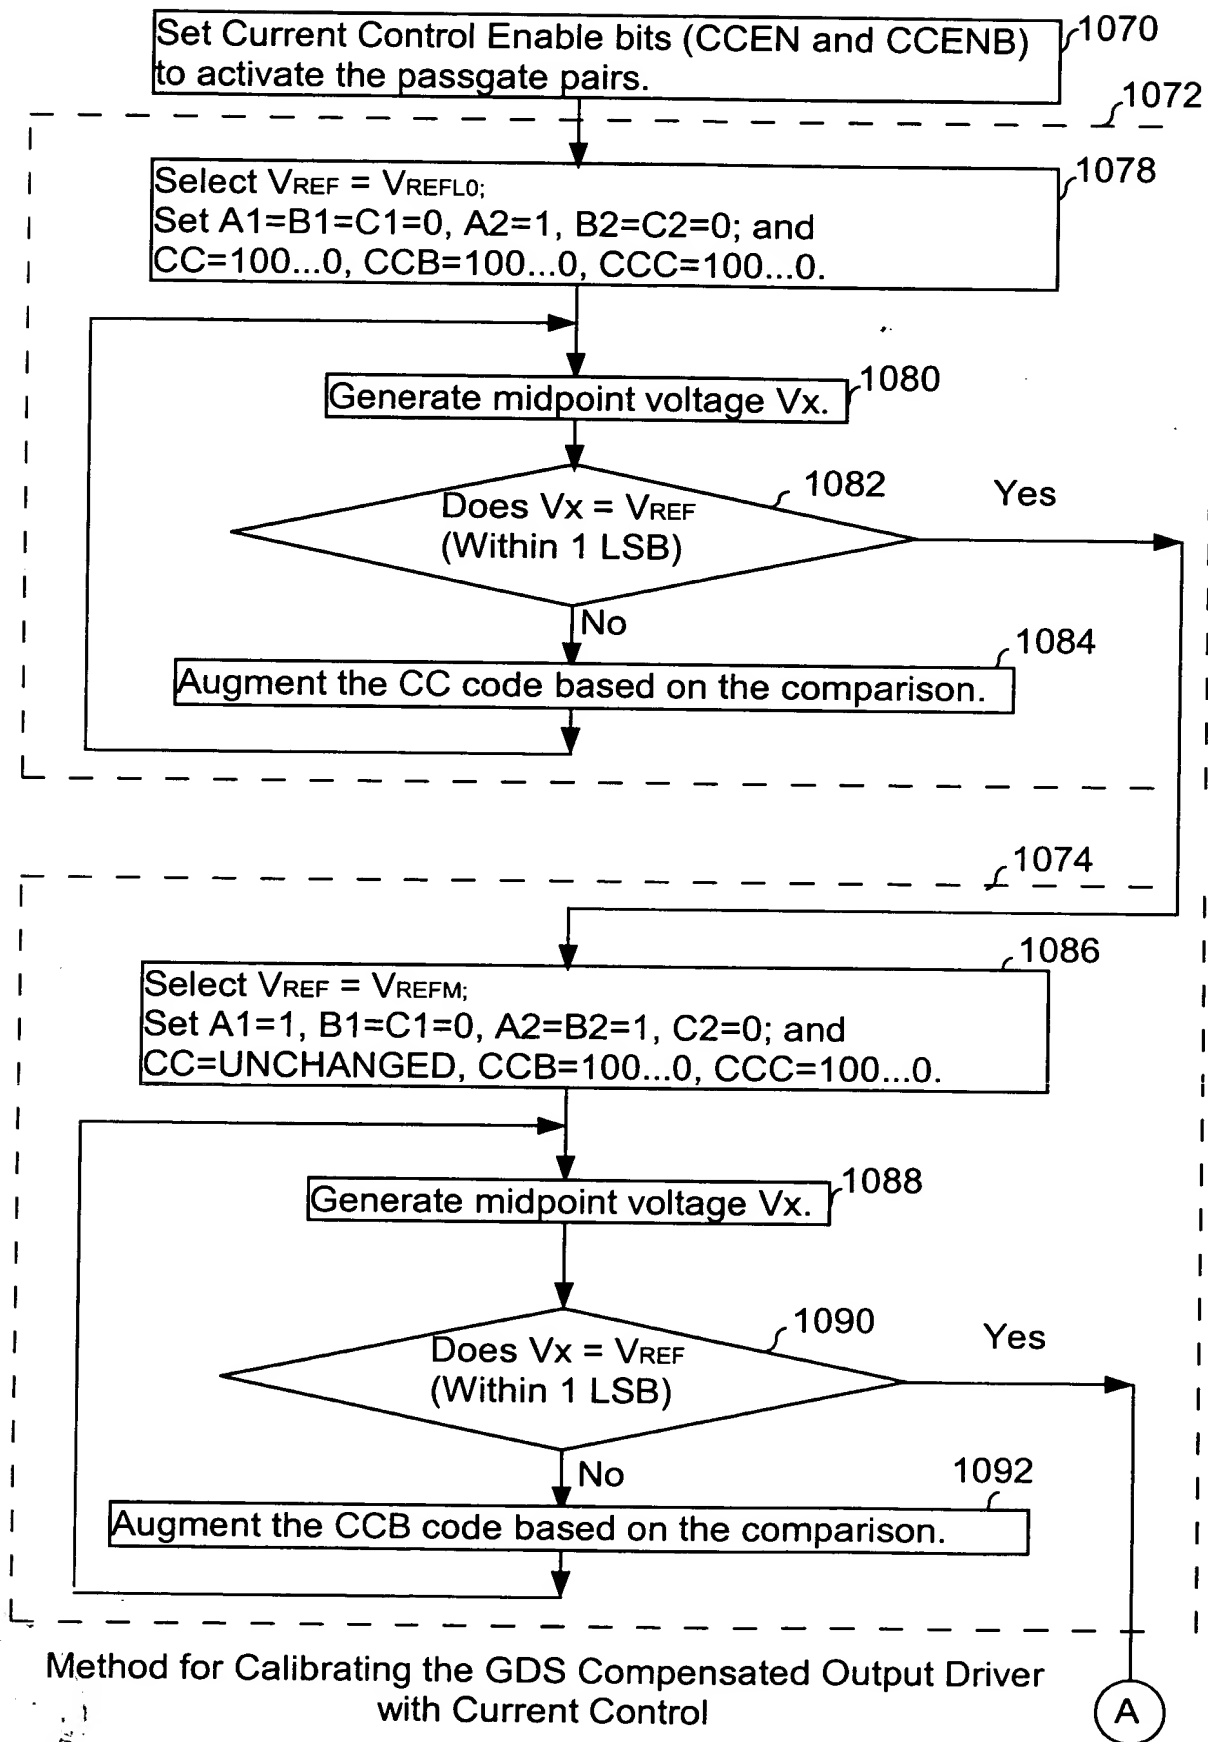 Set Current Control Enable bits (CCEN and CCENB)
to activate the passgate pairs.
1070
1072
Select VREF = VREFL0;
Set A1=B1=C1=0, A2=1, B2=C2=0; and
CC=100...0, CCB=100...0, CCC=100...0.
1078
Generate midpoint voltage Vx.
1080
Does Vx = VREF
(Within 1 LSB)
1082
Yes
No
1084
Augment the CC code based on the comparison.
1074
1086
Select VREF = VREFM;
Set A1=1, B1=C1=0, A2=B2=1, C2=0; and
CC=UNCHANGED, CCB=100...0, CCC=100...0.
Generate midpoint voltage Vx.
1088
Does Vx = VREF
(Within 1 LSB)
1090
Yes
No
1092
Augment the CCB code based on the comparison.
Method for Calibrating the GDS Compensated Output Driver
with Current Control
A